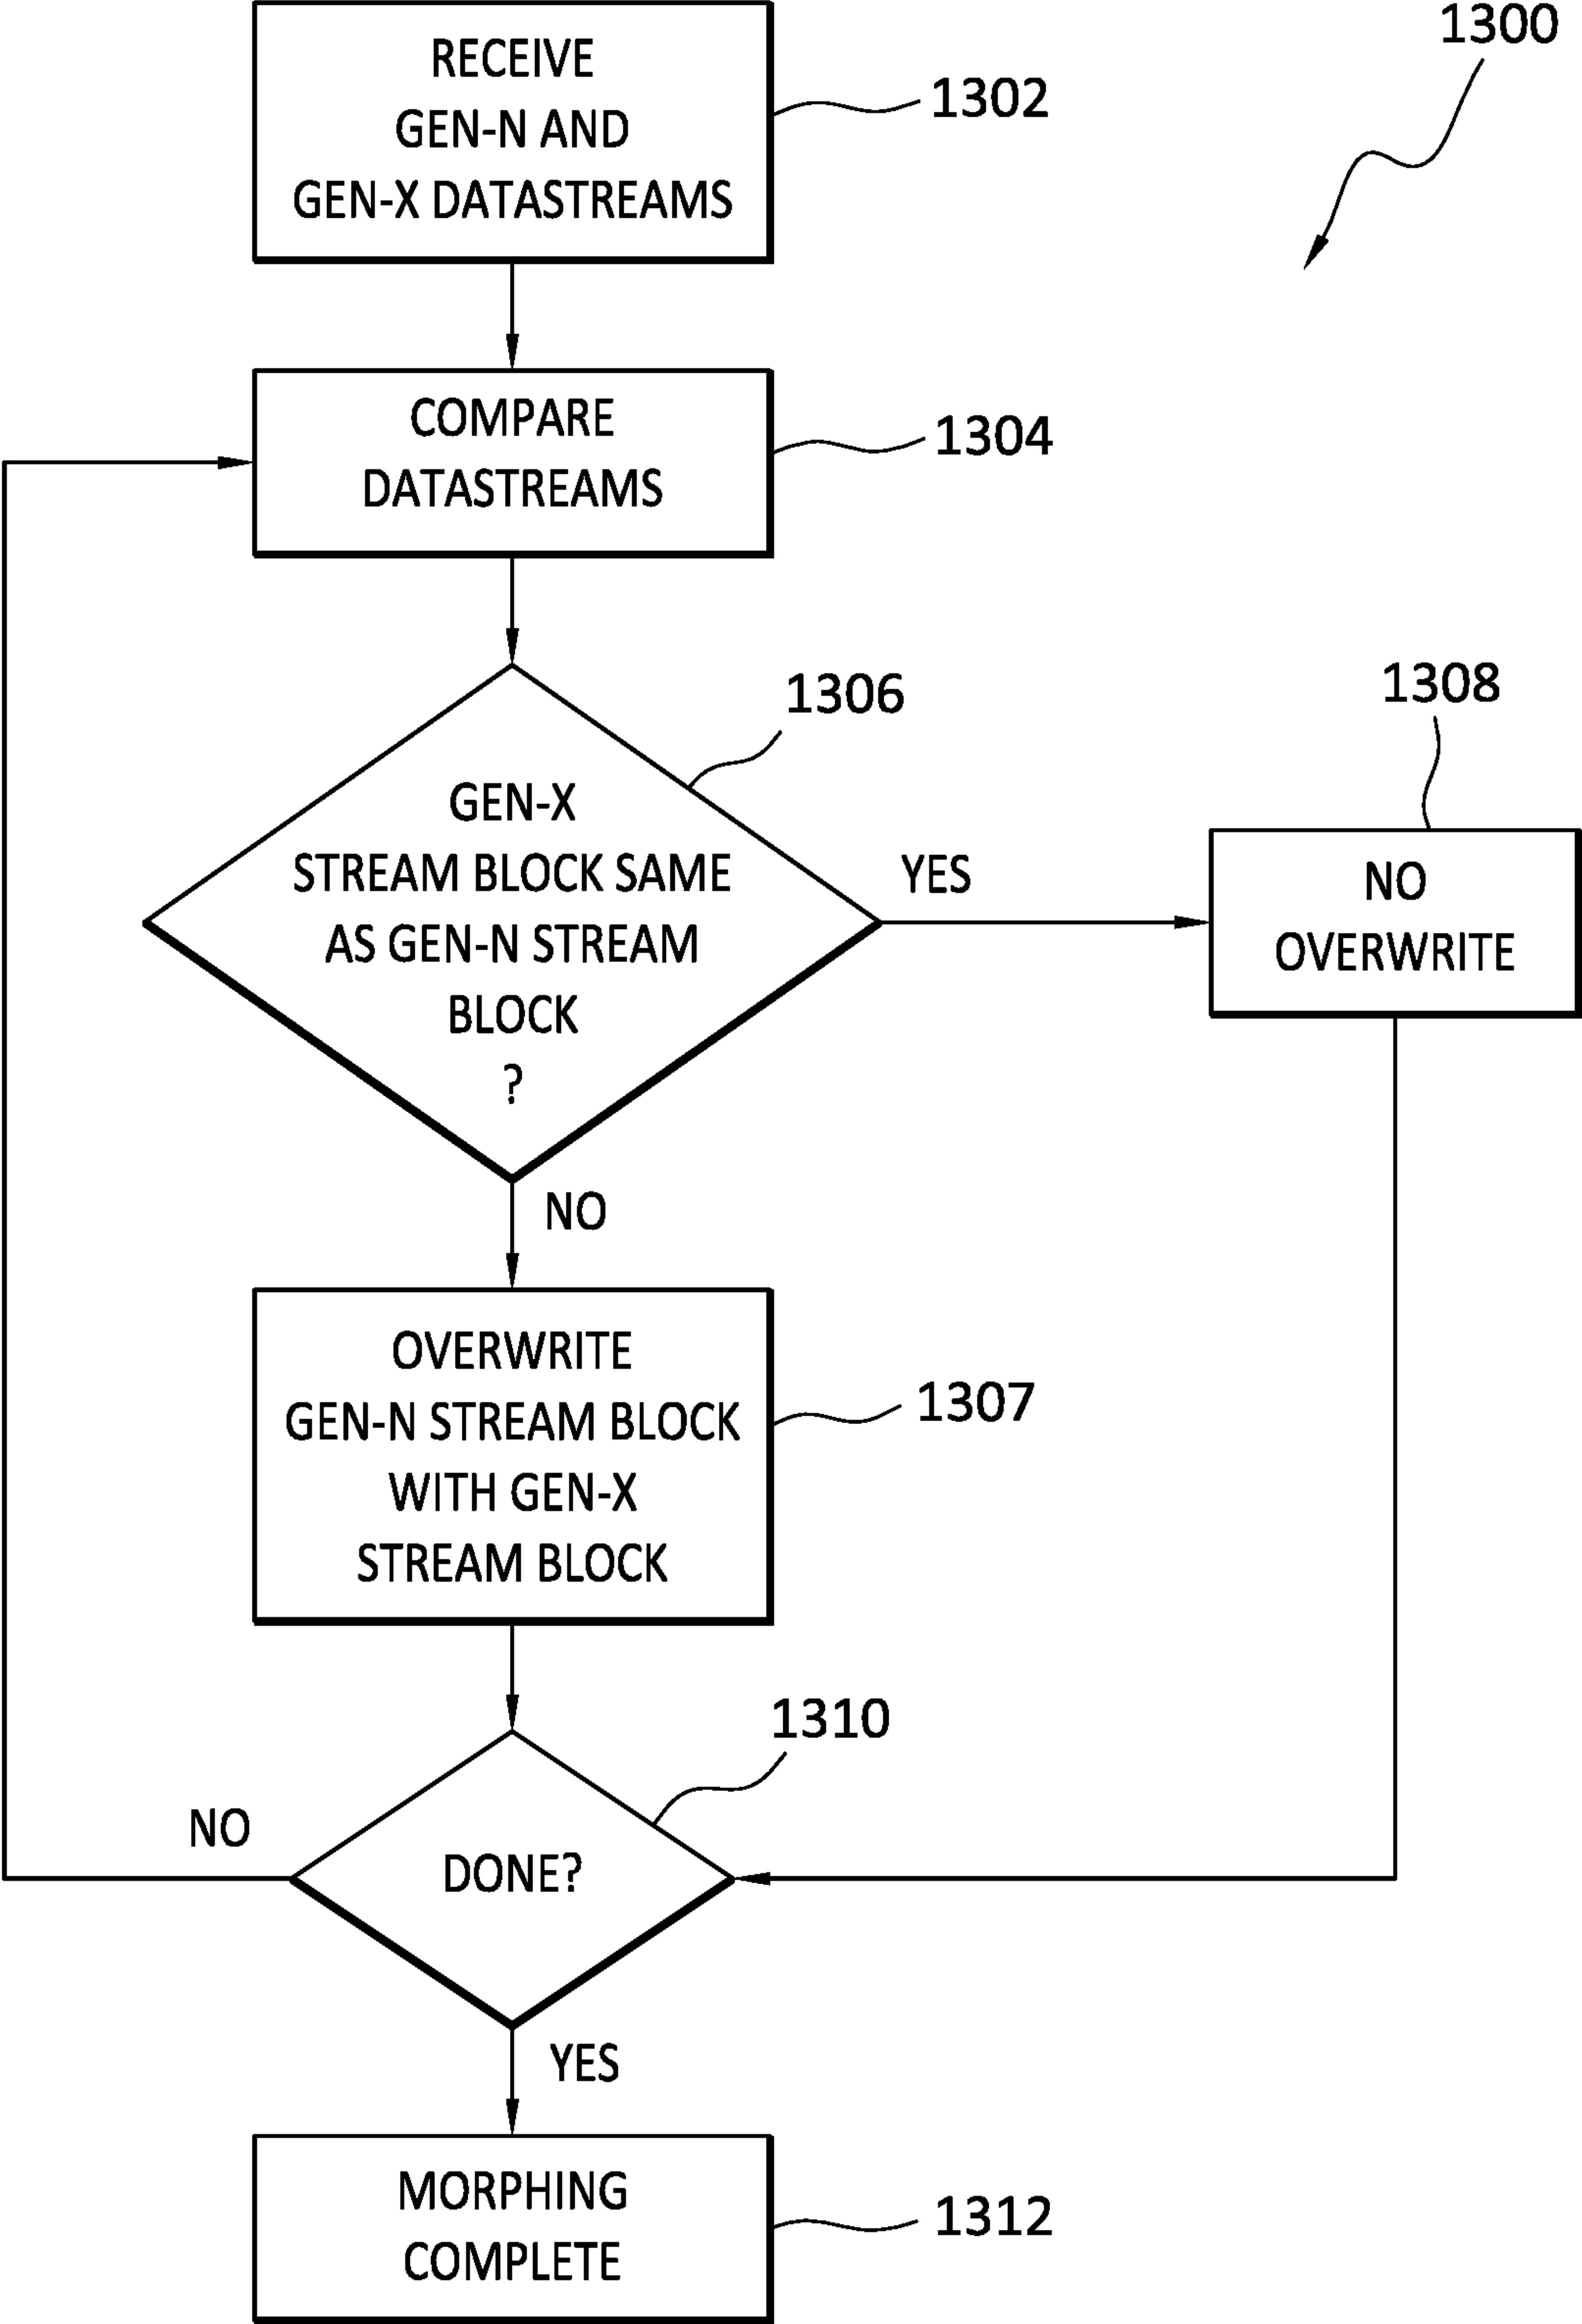 1300
RECEIVE
GEN-N AND
GEN-X DATASTREAMS
1302
COMPARE
DATASTREAMS
1304
1306
GEN-X
STREAM BLOCK SAME
AS GEN-N STREAM
BLOCK
?
YES
1308
NO
OVERWRITE
NO
OVERWRITE
GEN-N STREAM BLOCK
WITH GEN-X
STREAM BLOCK
1307
1310
DONE?
NO
YES
MORPHING
COMPLETE
1312